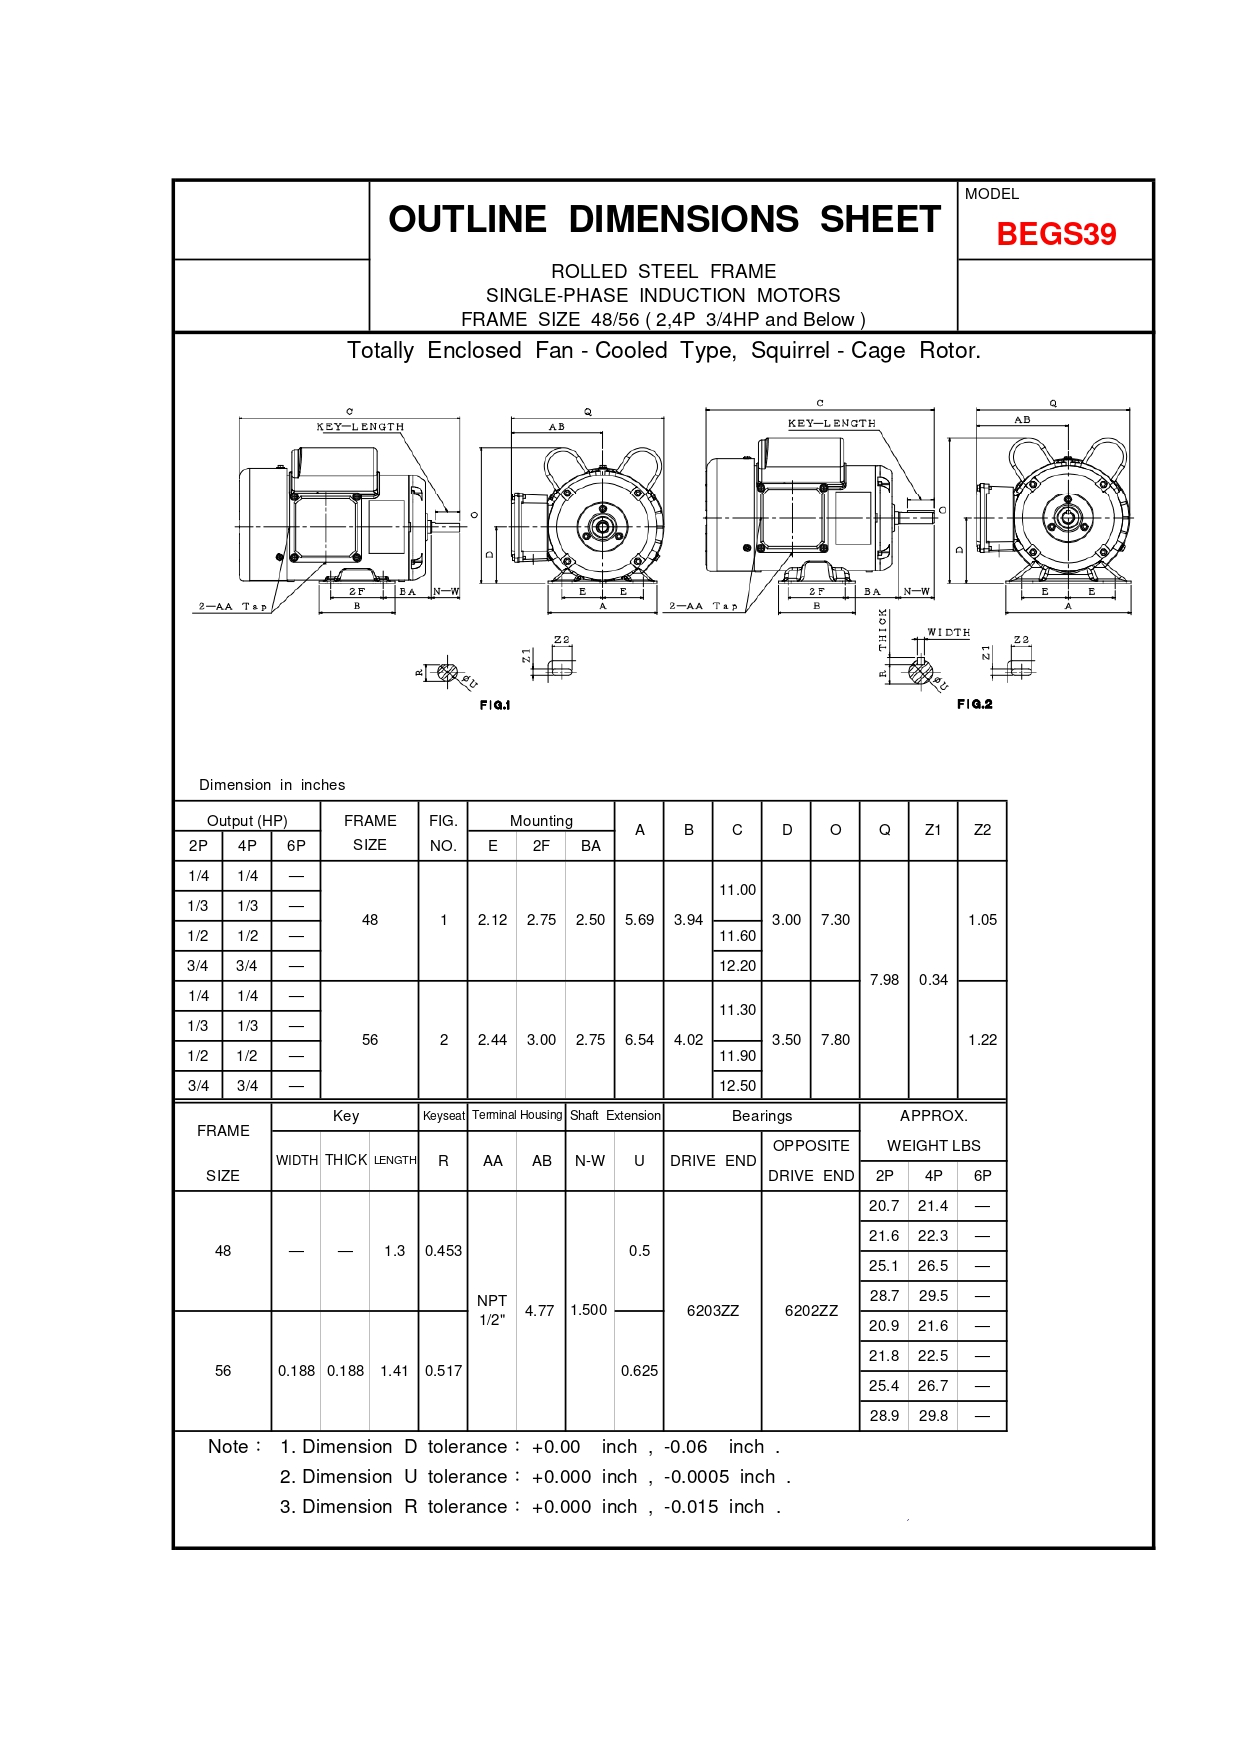 OUTLINE DIMENSIONS SHEET
MODEL
BEGS39
ROLLED STEEL FRAME
SINGLE-PHASE INDUCTION MOTORS
FRAME SIZE 48/56 ( 2,4P 3/4HP and Below )
Totally Enclosed Fan - Cooled Type, Squirrel - Cage Rotor.
C
KEY—LENGTH
Q
AB
O
D
2F
BA
N—W
B
2—AA Tap
E E
A
R
øU
Z1
Z2
FIG.1
C
KEY—LENGTH
Q
AB
O
D
2F
BA
N—W
B
2—AA Tap
E E
A
THICK
WIDTH
R
øU
Z1
Z2
FIG.2
Dimension in inches
Output (HP) FRAME FIG. Mounting A B C D O Q Z1 Z2
2P 4P 6P SIZE NO. E 2F BA
1/4 1/4 —
11.00
1/3 1/3 —
48 1 2.12 2.75 2.50 5.69 3.94 3.00 7.30 1.05
1/2 1/2 — 11.60
3/4 3/4 — 12.20
7.98 0.34
1/4 1/4 —
11.30
1/3 1/3 —
56 2 2.44 3.00 2.75 6.54 4.02 3.50 7.80 1.22
1/2 1/2 — 11.90
3/4 3/4 — 12.50
FRAME Key Keyseat Terminal Housing Shaft Extension Bearings APPROX.
SIZE WIDTH THICK LENGTH R AA AB N-W U DRIVE END OPPOSITE DRIVE END WEIGHT LBS
2P 4P 6P
20.7 21.4 —
21.6 22.3 —
48 — — 1.3 0.453 0.5
25.1 26.5 —
28.7 29.5 —
NPT 1/2" 4.77 1.500 6203ZZ 6202ZZ
20.9 21.6 —
21.8 22.5 —
56 0.188 0.188 1.41 0.517 0.625
25.4 26.7 —
28.9 29.8 —
Note : 1. Dimension D tolerance : +0.00 inch , -0.06 inch .
2. Dimension U tolerance : +0.000 inch , -0.0005 inch .
3. Dimension R tolerance : +0.000 inch , -0.015 inch .